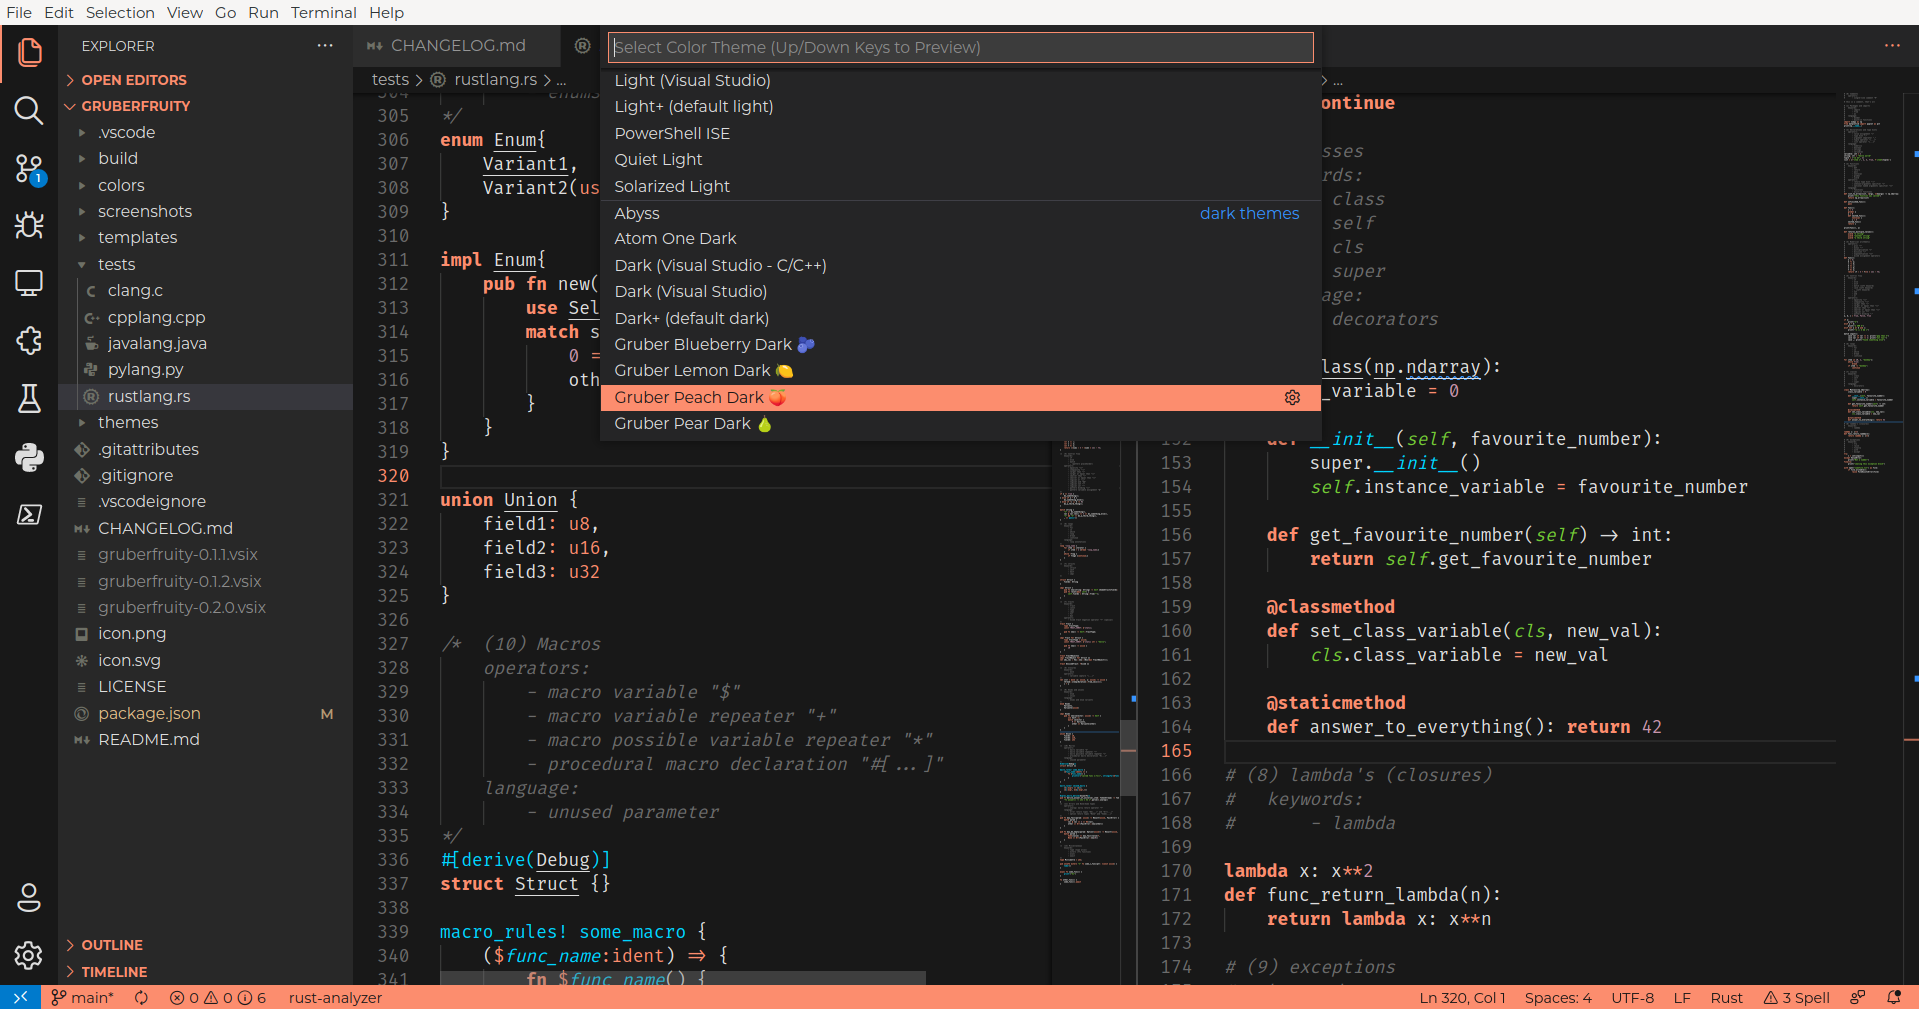 File Edit Selection View Go Run Terminal Help
EXPLORER ···
OPEN EDITORS
GRUBERFRUITY
.vscode
build
colors
screenshots
templates
tests
clang.c
cpplang.cpp
javalang.java
pylang.py
rustlang.rs
themes
.gitattributes
.gitignore
.vscodeignore
CHANGELOG.md
gruberfruity-0.1.1.vsix
gruberfruity-0.1.2.vsix
gruberfruity-0.2.0.vsix
icon.png
icon.svg
LICENSE
package.json M
README.md
OUTLINE
TIMELINE
1
CHANGELOG.md
tests > rustlang.rs > ...
305 */
306 enum Enum{
307 Variant1,
308 Variant2(us
309 }
310
311 impl Enum{
312 pub fn new(
313 use Sel
314 match s
315 0 =
316 oth
317 }
318 }
319 }
320
321 union Union {
322 field1: u8,
323 field2: u16,
324 field3: u32
325 }
326
327 /* (10) Macros
328 operators:
329 - macro variable "$"
330 - macro variable repeater "+"
331 - macro possible variable repeater "*"
332 - procedural macro declaration "#[...]"
333 language:
334 - unused parameter
335 */
336 #[derive(Debug)]
337 struct Struct {}
338
339 macro_rules! some_macro {
340 ($func_name:ident) => {
341 fn $func_name() {
Select Color Theme (Up/Down Keys to Preview)
Light (Visual Studio)
Light+ (default light)
PowerShell ISE
Quiet Light
Solarized Light
Abyss dark themes
Atom One Dark
Dark (Visual Studio - C/C++)
Dark (Visual Studio)
Dark+ (default dark)
Gruber Blueberry Dark 🫐
Gruber Lemon Dark 🍋
Gruber Peach Dark 🍑
Gruber Pear Dark 🍐
···
> ...
ontinue
sses
rds:
class
self
cls
super
age:
decorators
lass(np.ndarray):
_variable = 0
152 def __init__(self, favourite_number):
153 super.__init__()
154 self.instance_variable = favourite_number
155
156 def get_favourite_number(self) -> int:
157 return self.get_favourite_number
158
159 @classmethod
160 def set_class_variable(cls, new_val):
161 cls.class_variable = new_val
162
163 @staticmethod
164 def answer_to_everything(): return 42
165
166 # (8) lambda's (closures)
167 # keywords:
168 # - lambda
169
170 lambda x: x**2
171 def func_return_lambda(n):
172 return lambda x: x**n
173
174 # (9) exceptions
main* 0 0 6 rust-analyzer Ln 320, Col 1 Spaces: 4 UTF-8 LF Rust 3 Spell